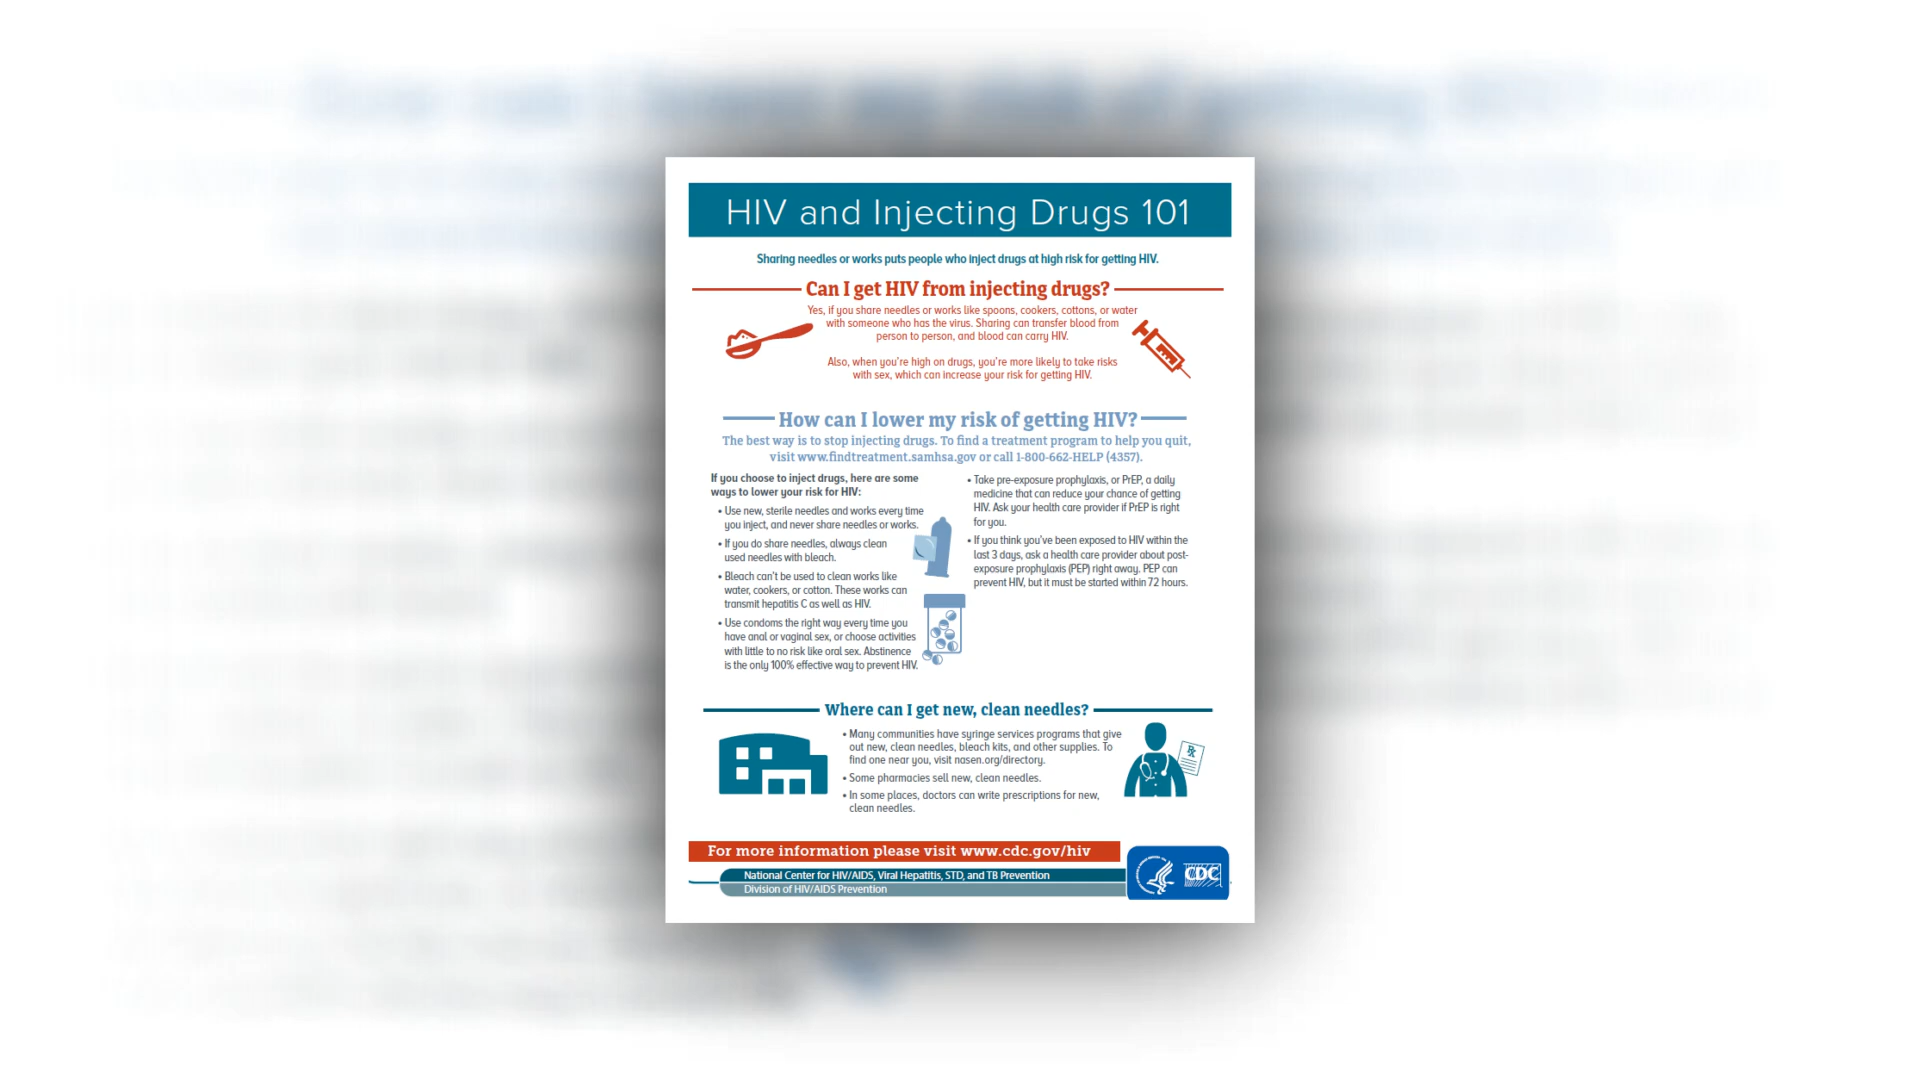 HIV and Injecting Drugs 101
Sharing needles or works puts people who inject drugs at high risk for getting HIV.
Can I get HIV from injecting drugs?
Yes, if you share needles or works like spoons, cookers, cottons, or water
with someone who has the virus. Sharing can transfer blood from
person to person, and blood can carry HIV.
Also, when you're high on drugs, you're more likely to take risks
with sex, which can increase your risk for getting HIV.
How can I lower my risk of getting HIV?
The best way is to stop injecting drugs. To find a treatment program to help you quit,
visit www.findtreatment.samhsa.gov or call 1-800-662-HELP (4357).
If you choose to inject drugs, here are some
ways to lower your risk for HIV:
• Use new, sterile needles and works every time
you inject, and never share needles or works.
• If you do share needles, always clean
used needles with bleach.
• Bleach can't be used to clean works like
water, cookers, or cotton. These works can
transmit hepatitis C as well as HIV.
• Use condoms the right way every time you
have anal or vaginal sex, or choose activities
with little to no risk like oral sex. Abstinence
is the only 100% effective way to prevent HIV.
• Take pre-exposure prophylaxis, or PrEP, a daily
medicine that can reduce your chance of getting
HIV. Ask your health care provider if PrEP is right
for you.
• If you think you've been exposed to HIV within the
last 3 days, ask a health care provider about post-
exposure prophylaxis (PEP) right away. PEP can
prevent HIV, but it must be started within 72 hours.
Where can I get new, clean needles?
• Many communities have syringe services programs that give
out new, clean needles, bleach kits, and other supplies. To
find one near you, visit nasen.org/directory.
• Some pharmacies sell new, clean needles.
• In some places, doctors can write prescriptions for new,
clean needles.
Rx
For more information please visit www.cdc.gov/hiv
National Center for HIV/AIDS, Viral Hepatitis, STD, and TB Prevention
Division of HIV/AIDS Prevention
CDC